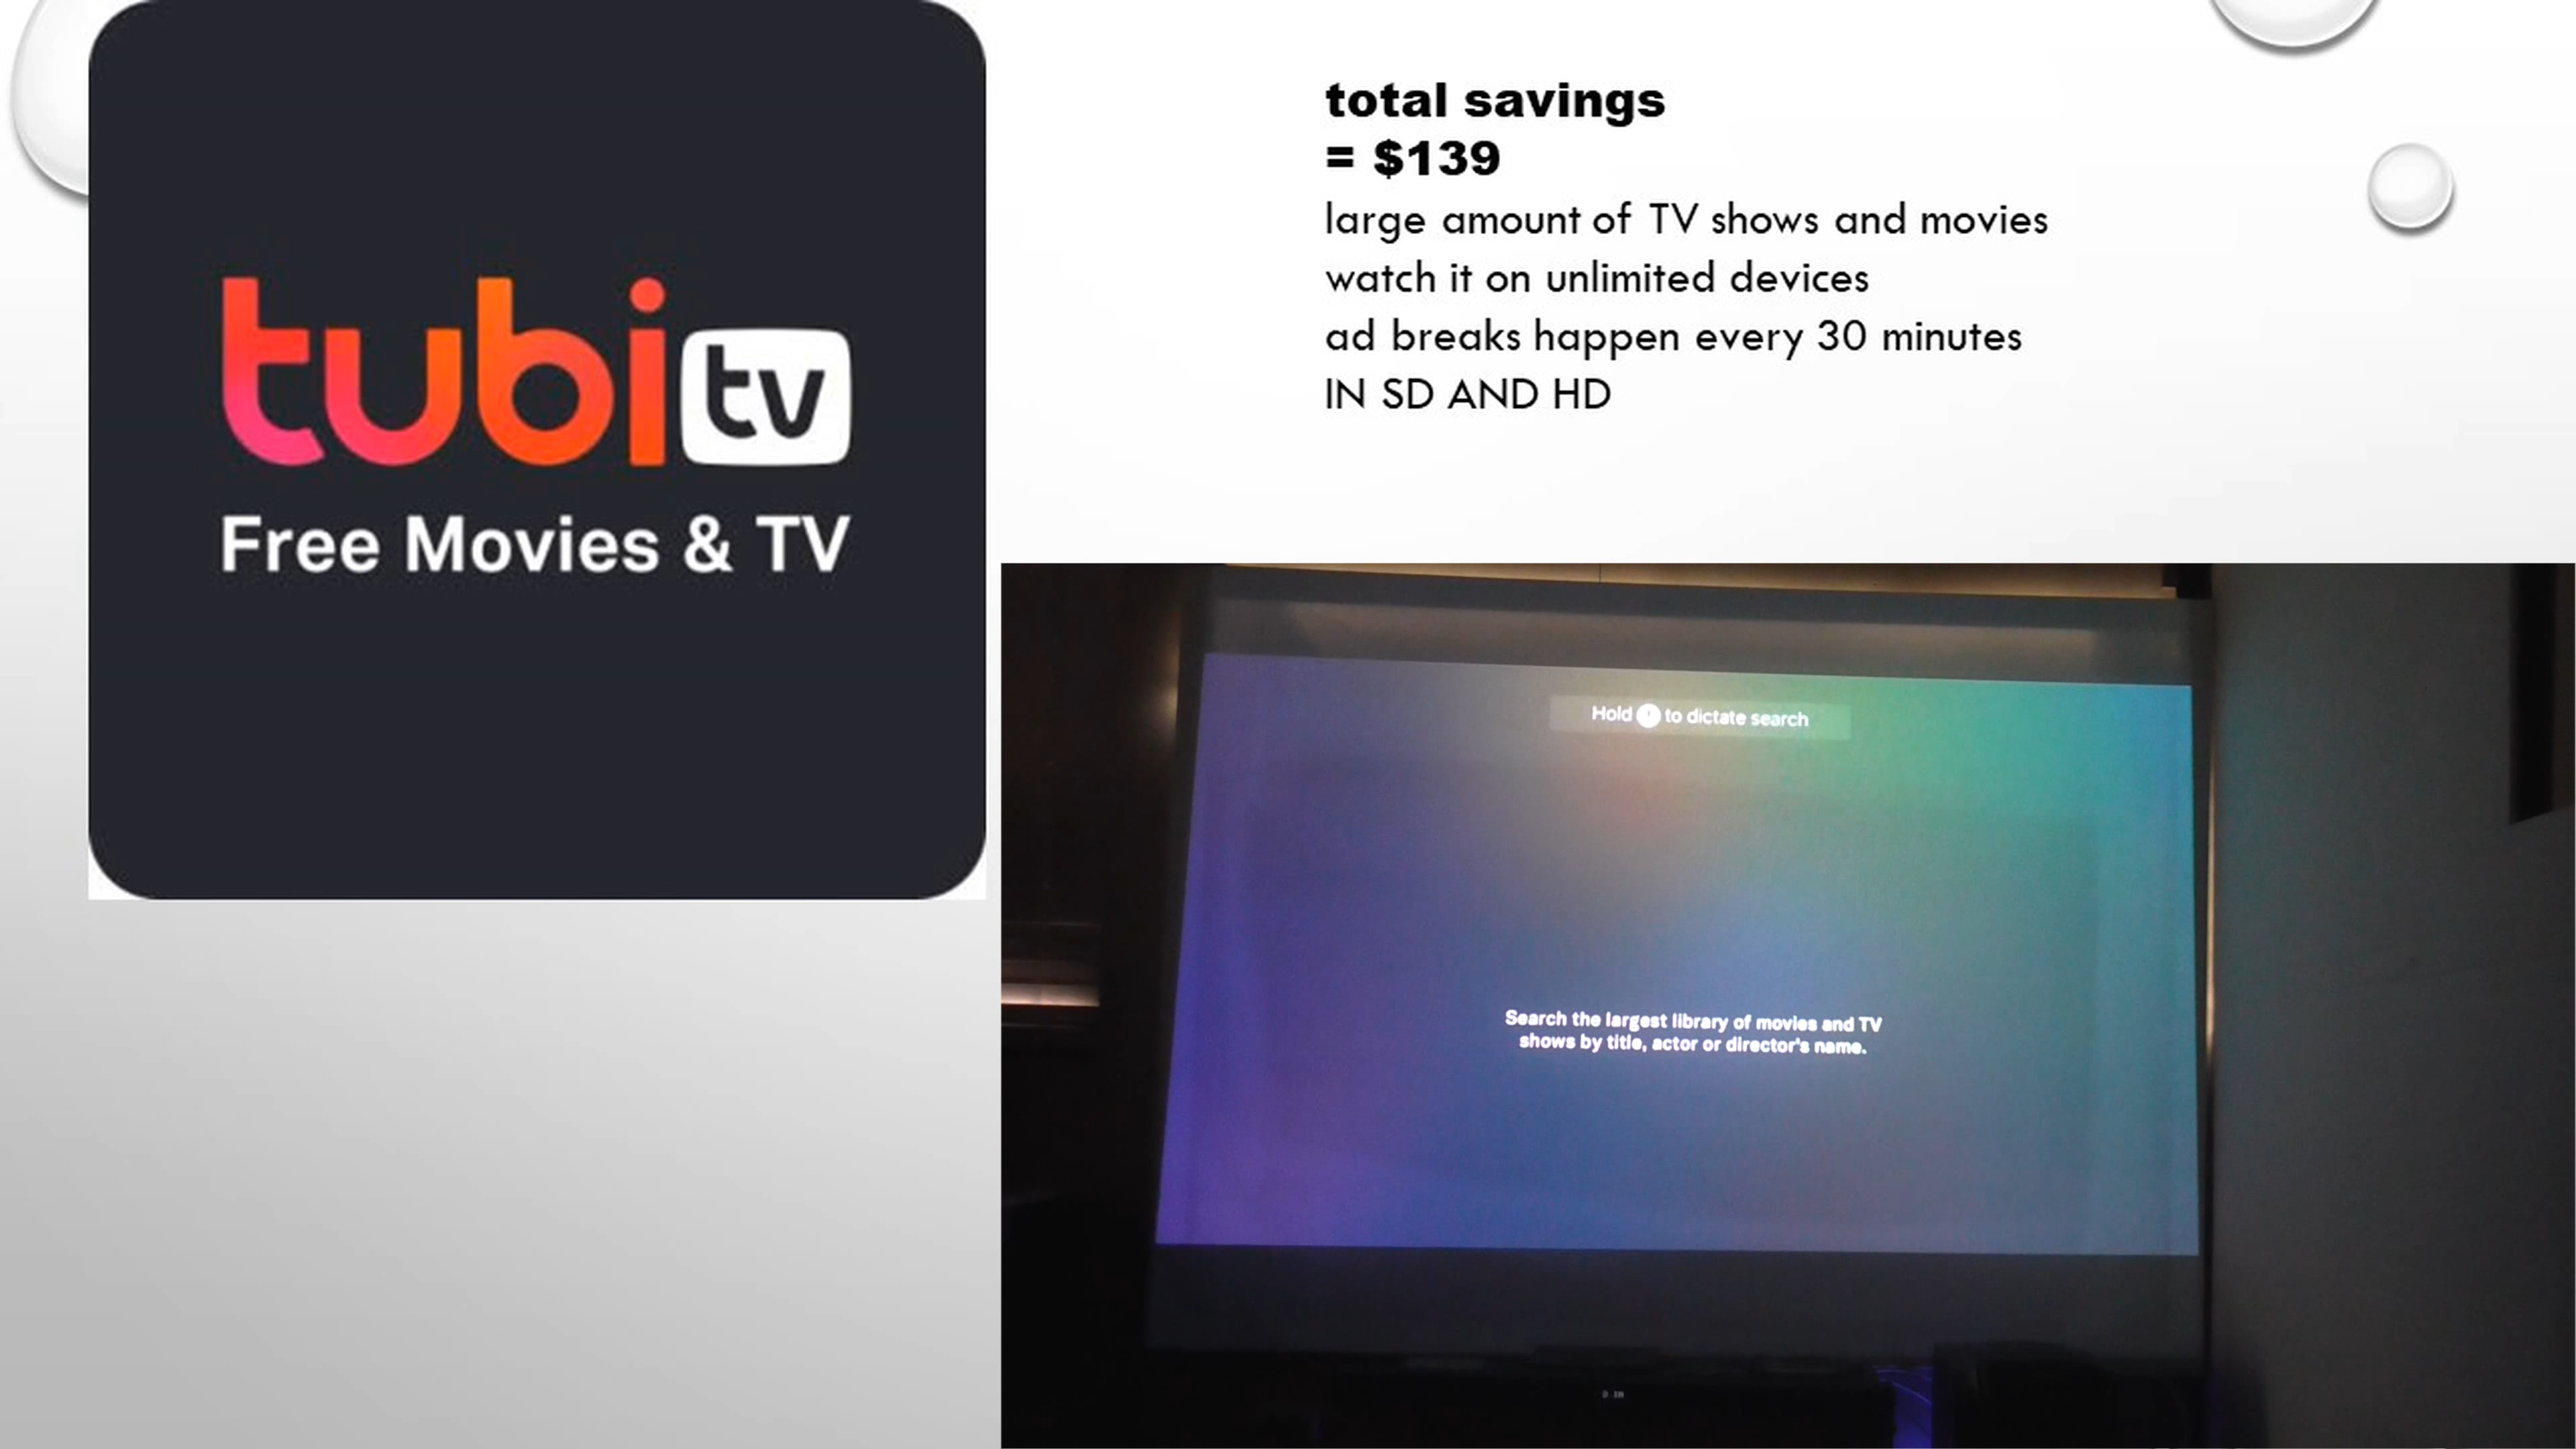 tubi tv
Free Movies & TV
total savings
= $139
large amount of TV shows and movies
watch it on unlimited devices
ad breaks happen every 30 minutes
IN SD AND HD
Hold to dictate search
Search the largest library of movies and TV
shows by title, actor or director's name.